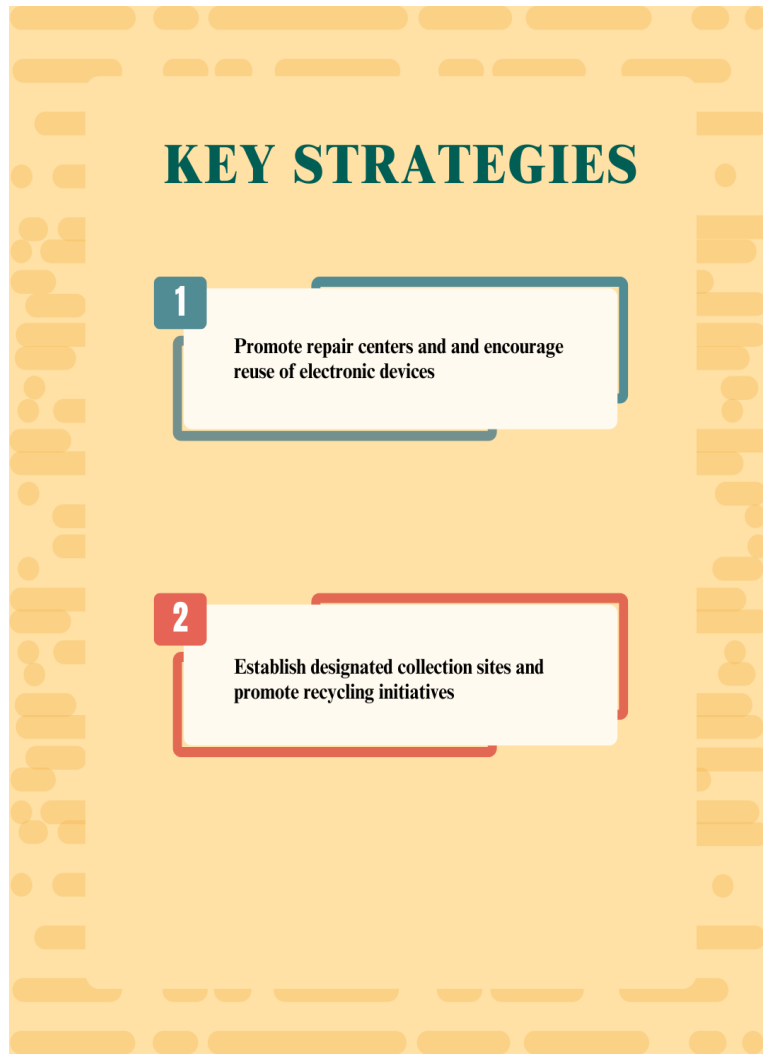 KEY STRATEGIES
1
Promote repair centers and and encourage
reuse of electronic devices
2
Establish designated collection sites and
promote recycling initiatives